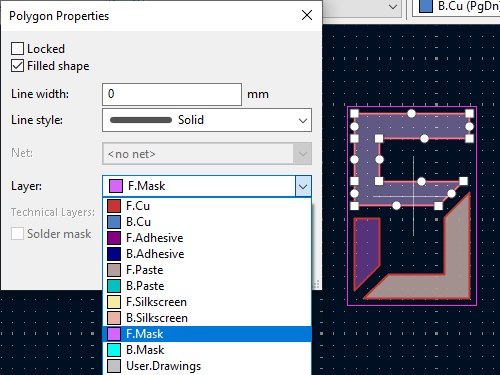 B.Cu (PgDn)
Polygon Properties
Locked
Filled shape
Line width: 0 mm
Line style: Solid
Net: <no net>
Layer: F.Mask
Technical Layers:
Solder mask
F.Cu
B.Cu
F.Adhesive
B.Adhesive
F.Paste
B.Paste
F.Silkscreen
B.Silkscreen
F.Mask
B.Mask
User.Drawings